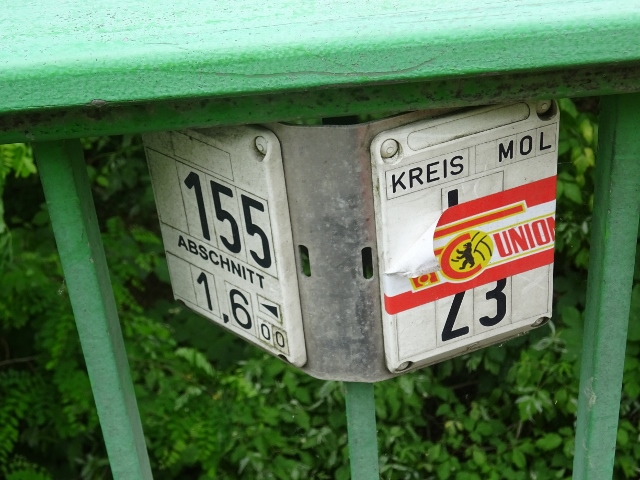 155
ABSCHNITT
1,6 00
KREIS MOL
L
UNION
23